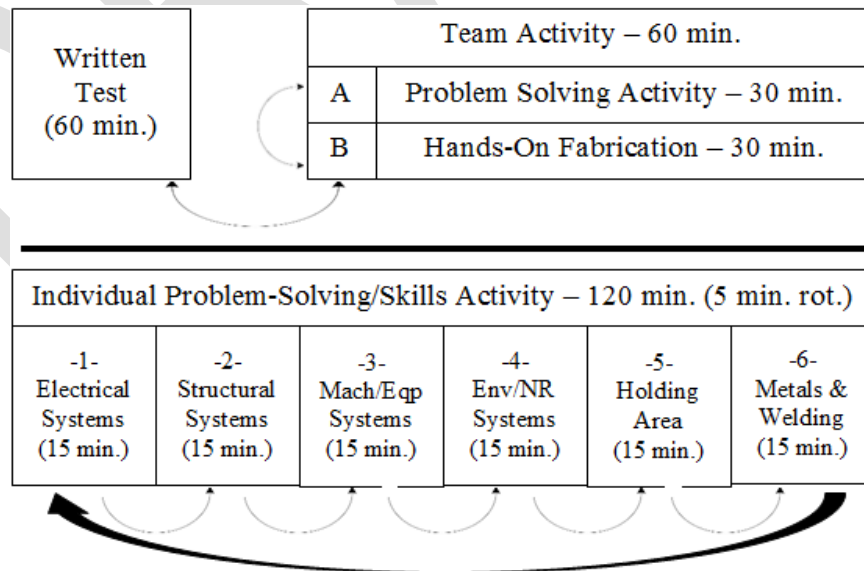 Written
Test
(60 min.)
Team Activity – 60 min.
A
Problem Solving Activity – 30 min.
B
Hands-On Fabrication – 30 min.
Individual Problem-Solving/Skills Activity – 120 min. (5 min. rot.)
-1-
Electrical
Systems
(15 min.)
-2-
Structural
Systems
(15 min.)
-3-
Mach/Eqp
Systems
(15 min.)
-4-
Env/NR
Systems
(15 min.)
-5-
Holding
Area
(15 min.)
-6-
Metals &
Welding
(15 min.)